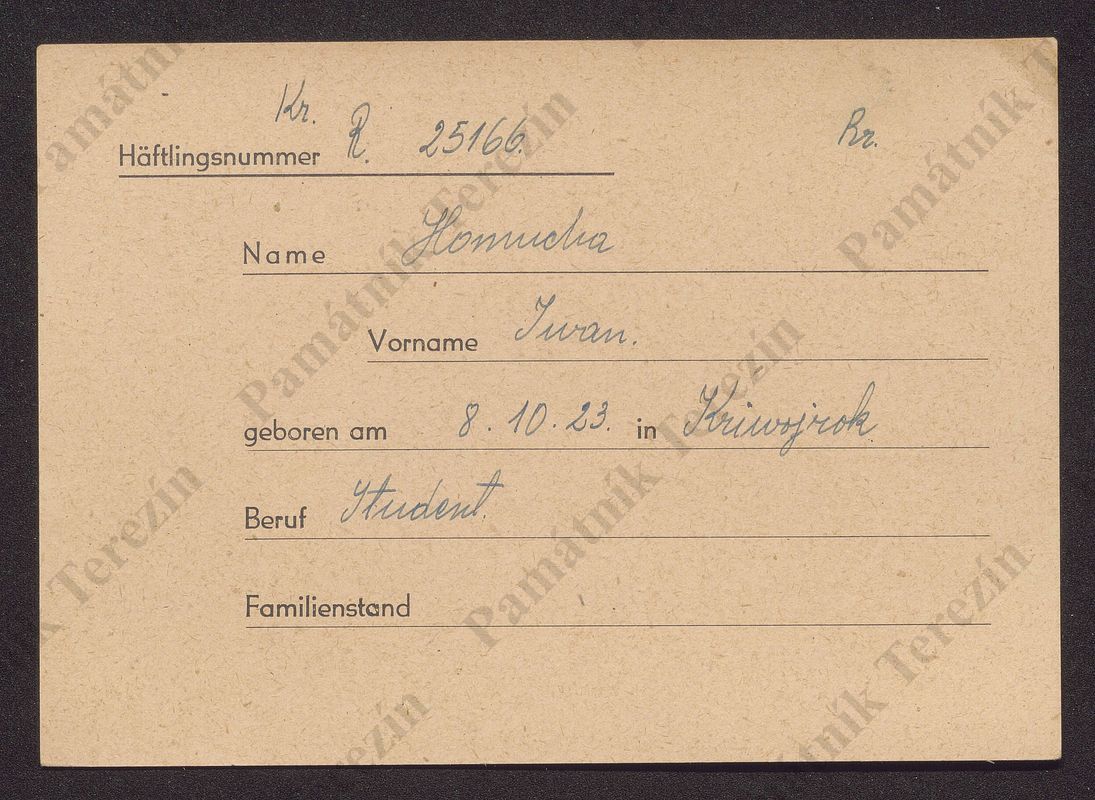 Kr.
Häftlingsnummer R. 25166.
Name Homucha
Vorname Iwan.
geboren am 8. 10. 23. in Kriwojrok
Beruf Student.
Familienstand
Památník Terezín